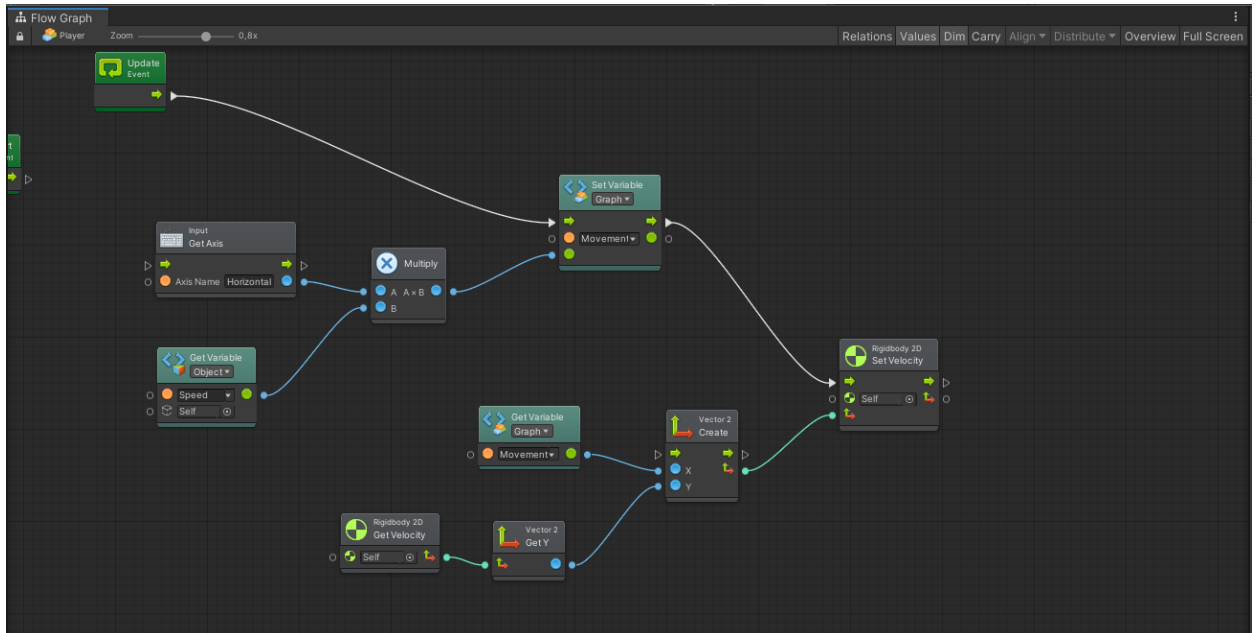 Flow Graph
Player Zoom 0,8x Relations Values Dim Carry Align Distribute Overview Full Screen
Update
Event
Set Variable
Graph
Movement
Input
Get Axis
Axis Name Horizontal
Multiply
A A × B
B
Get Variable
Object
Speed
Self
Rigidbody 2D
Set Velocity
Self
Get Variable
Graph
Movement
Vector 2
Create
X
Y
Rigidbody 2D
Get Velocity
Self
Vector 2
Get Y